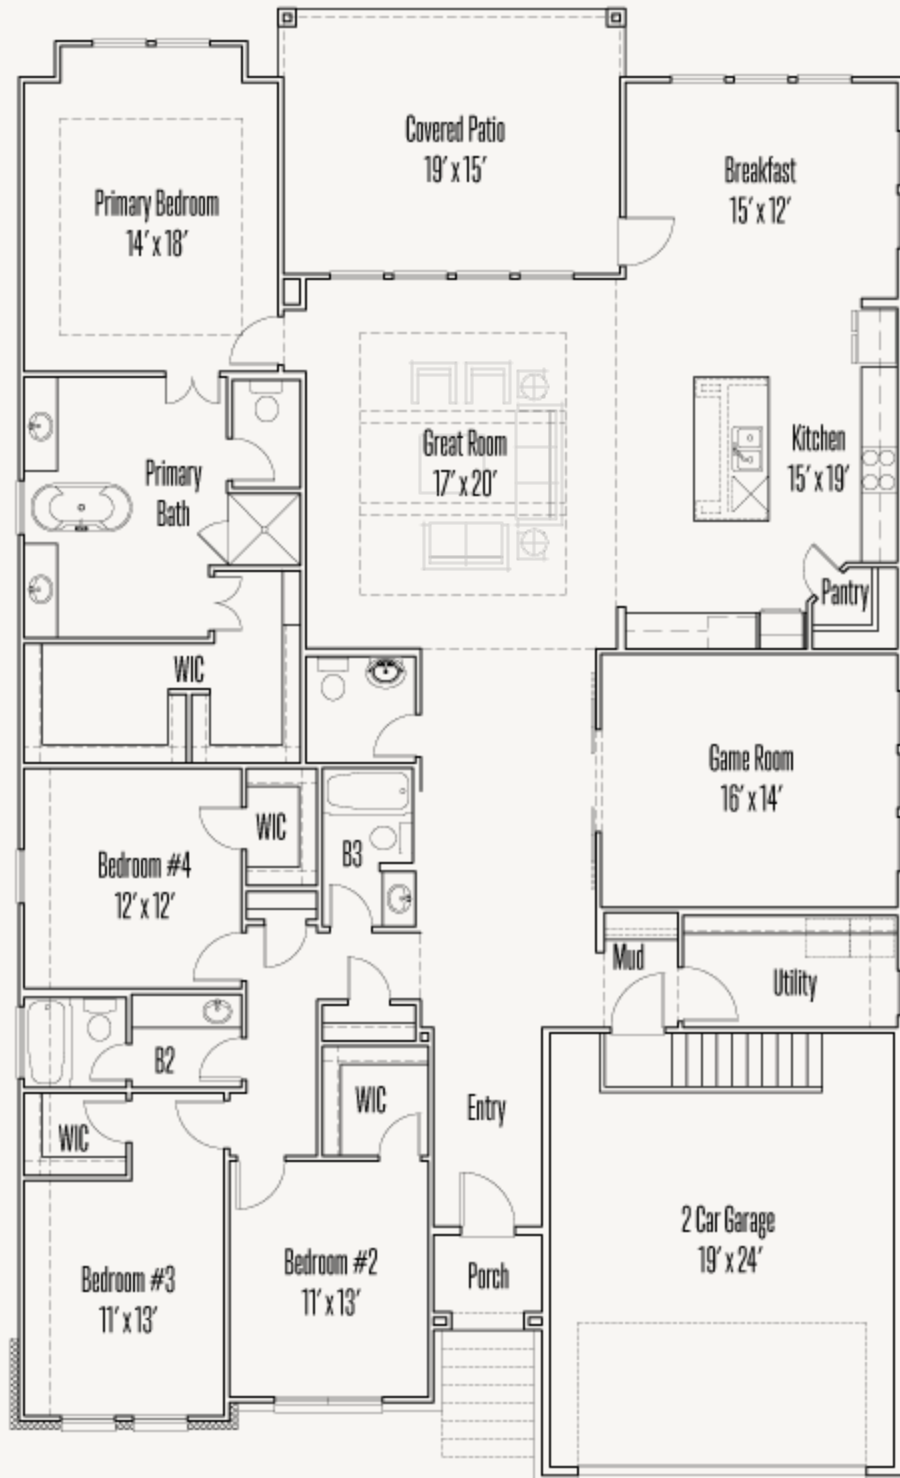 Covered Patio
19' x 15'
Breakfast
15' x 12'
Primary Bedroom
14' x 18'
Great Room
17' x 20'
Kitchen
15' x 19'
Primary
Bath
Pantry
WIC
Game Room
16' x 14'
WIC
B3
Bedroom #4
12' x 12'
Mud
Utility
B2
WIC
Entry
WIC
2 Car Garage
19' x 24'
Bedroom #2
11' x 13'
Porch
Bedroom #3
11' x 13'